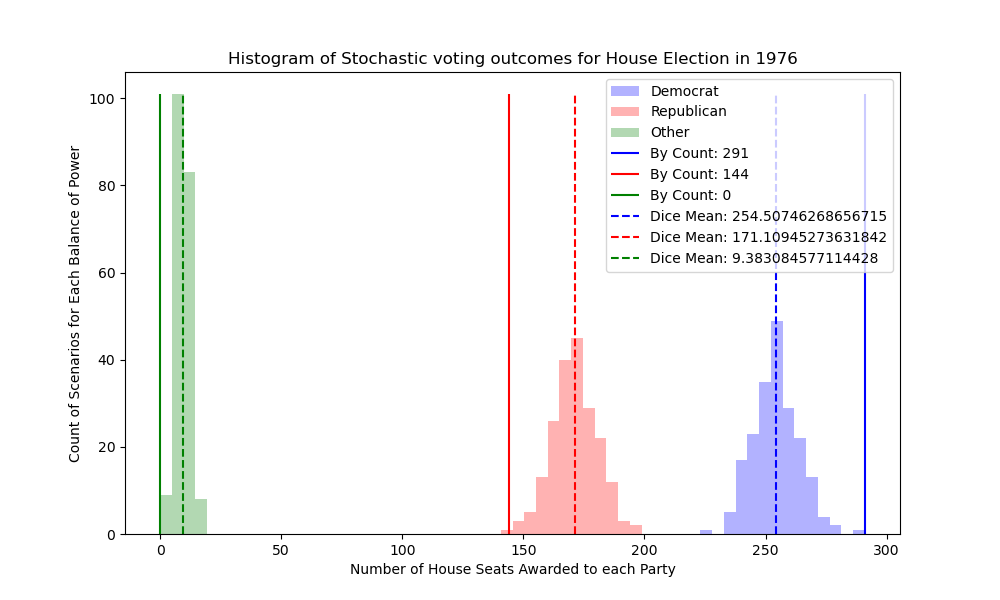 Histogram of Stochastic voting outcomes for House Election in 1976
Count of Scenarios for Each Balance of Power
100
80
60
40
20
0
Democrat
Republican
Other
By Count: 291
By Count: 144
By Count: 0
Dice Mean: 254.50746268656715
Dice Mean: 171.10945273631842
Dice Mean: 9.383084577114428
0 50 100 150 200 250 300
Number of House Seats Awarded to each Party